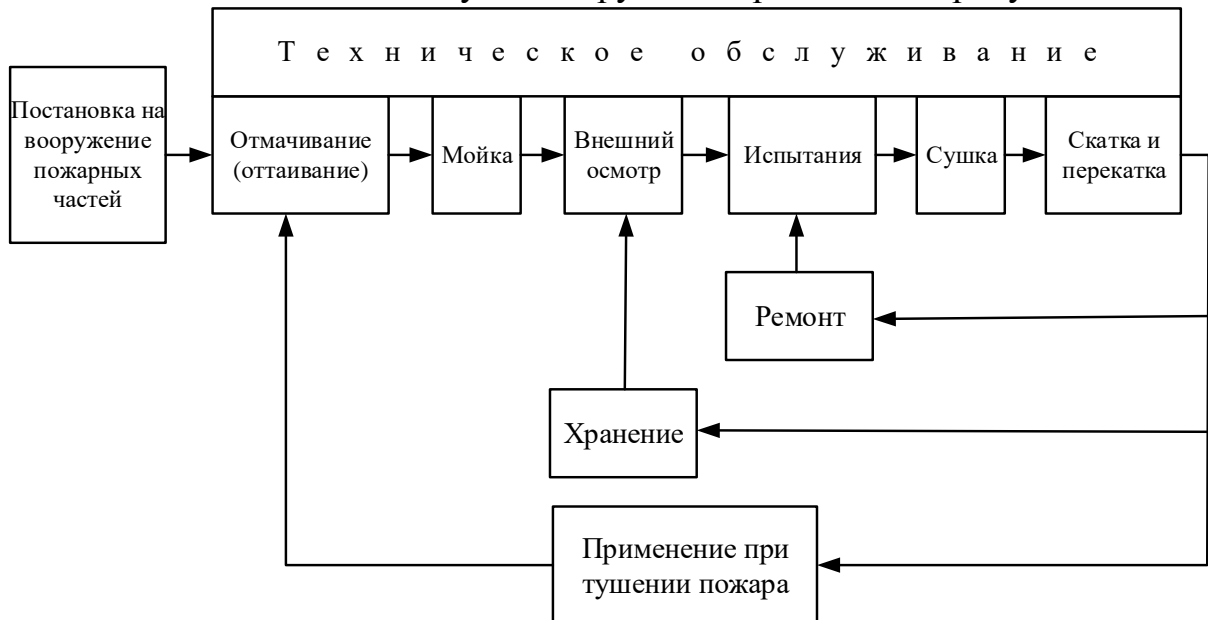 Т е х н и ч е с к о е о б с л у ж и в а н и е
Постановка на
вооружение
пожарных
частей
Отмачивание
(оттаивание)
Мойка
Внешний
осмотр
Испытания
Сушка
Скатка и
перекатка
Ремонт
Хранение
Применение при
тушении пожара